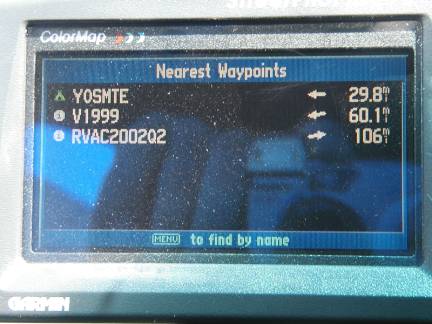 ColorMap
Nearest Waypoints
YOSMTE 29.8mi
V1999 60.1mi
RVAC2002Q2 106mi
MENU to find by name
GARMIN